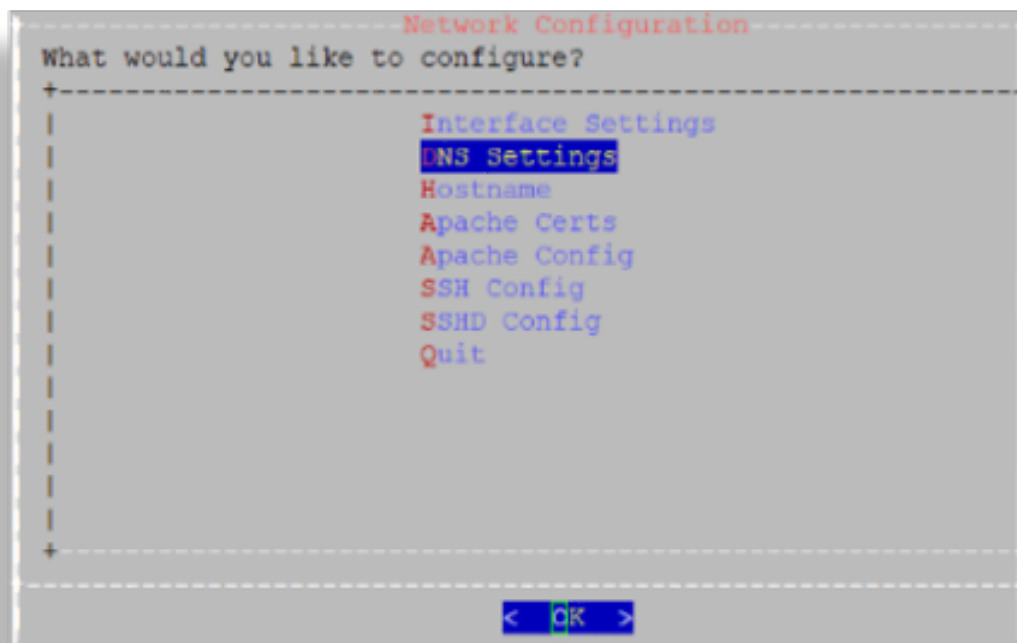 Network Configuration
What would you like to configure?
Interface Settings
DNS Settings
Hostname
Apache Certs
Apache Config
SSH Config
SSHD Config
Quit
< OK >